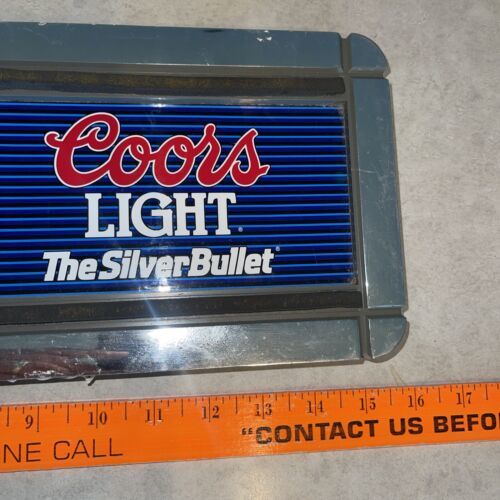 Coors
LIGHT®
The Silver Bullet®
9 10 11 12 13 14 15 16 17
NE CALL "CONTACT US BEFO